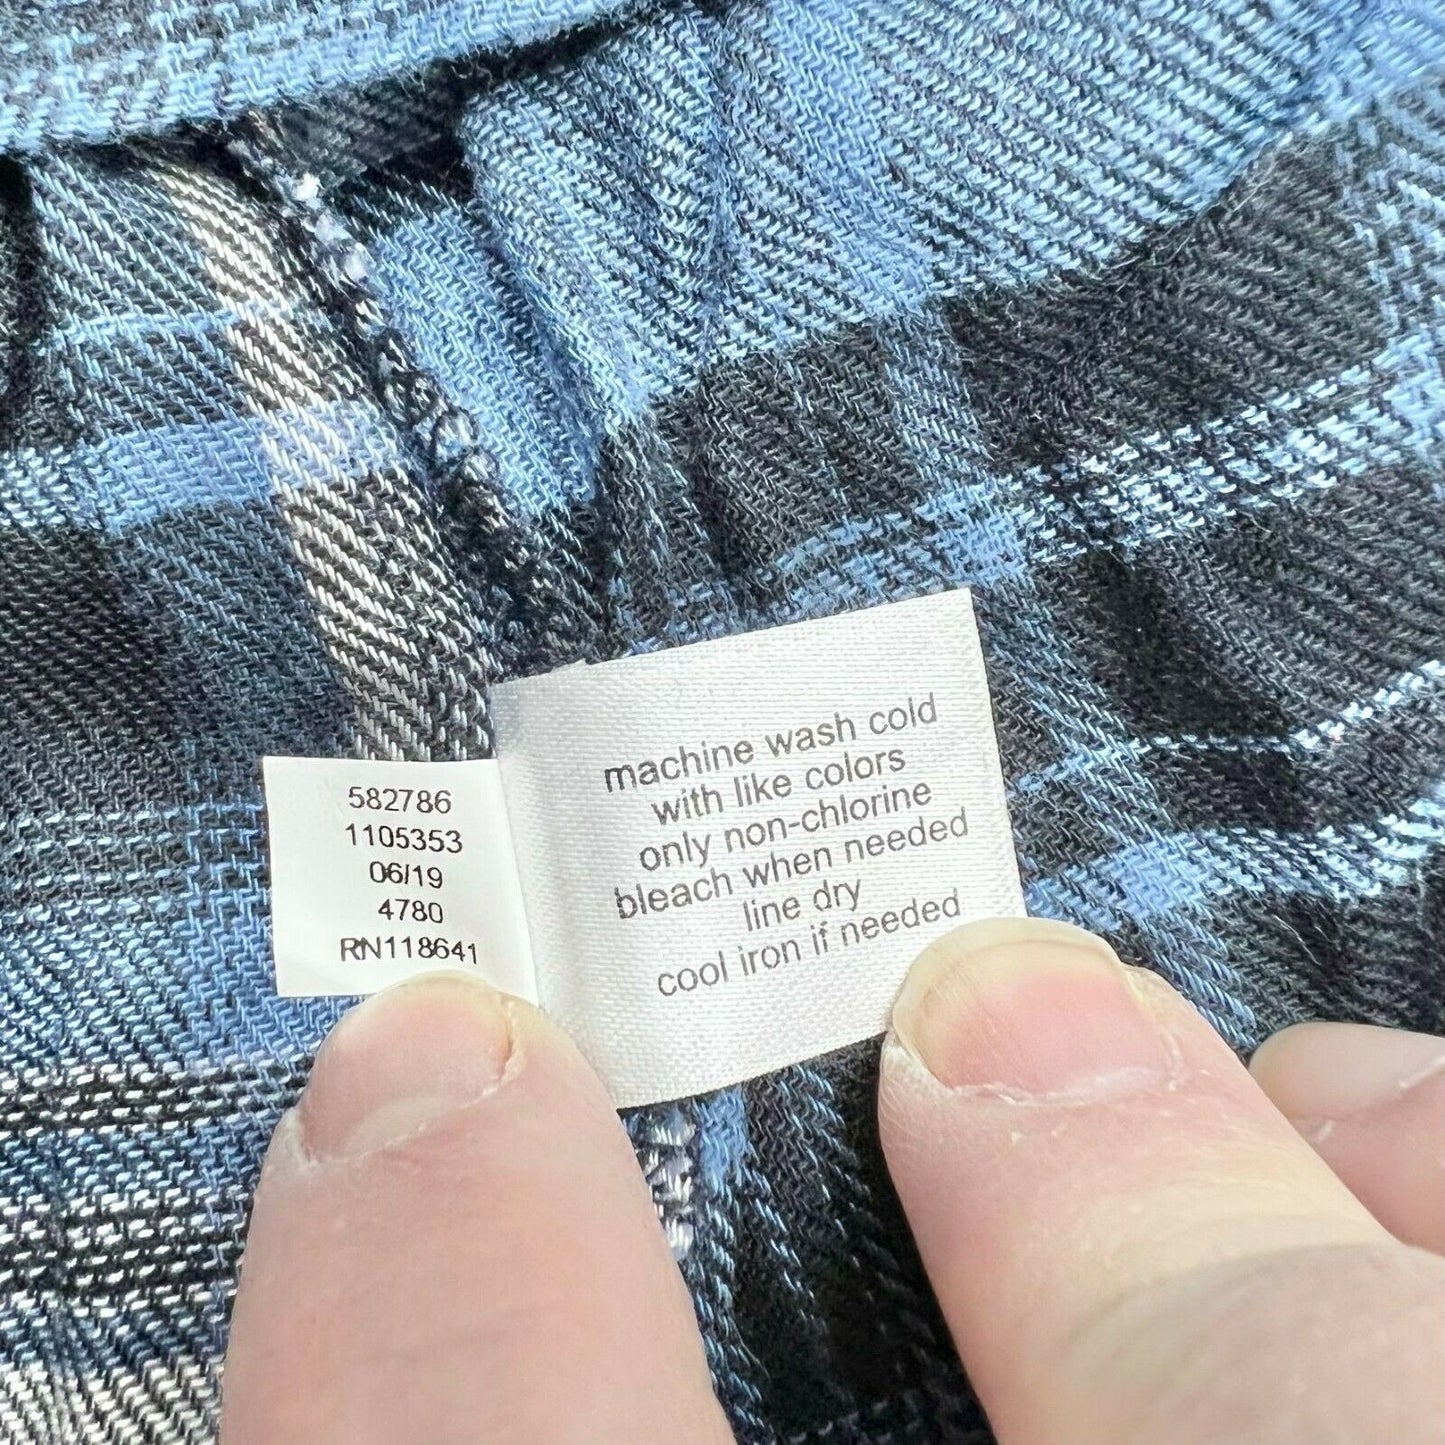 582786
1105353
06/19
4780
RN118641
machine wash cold
with like colors
only non-chlorine
bleach when needed
line dry
cool iron if needed